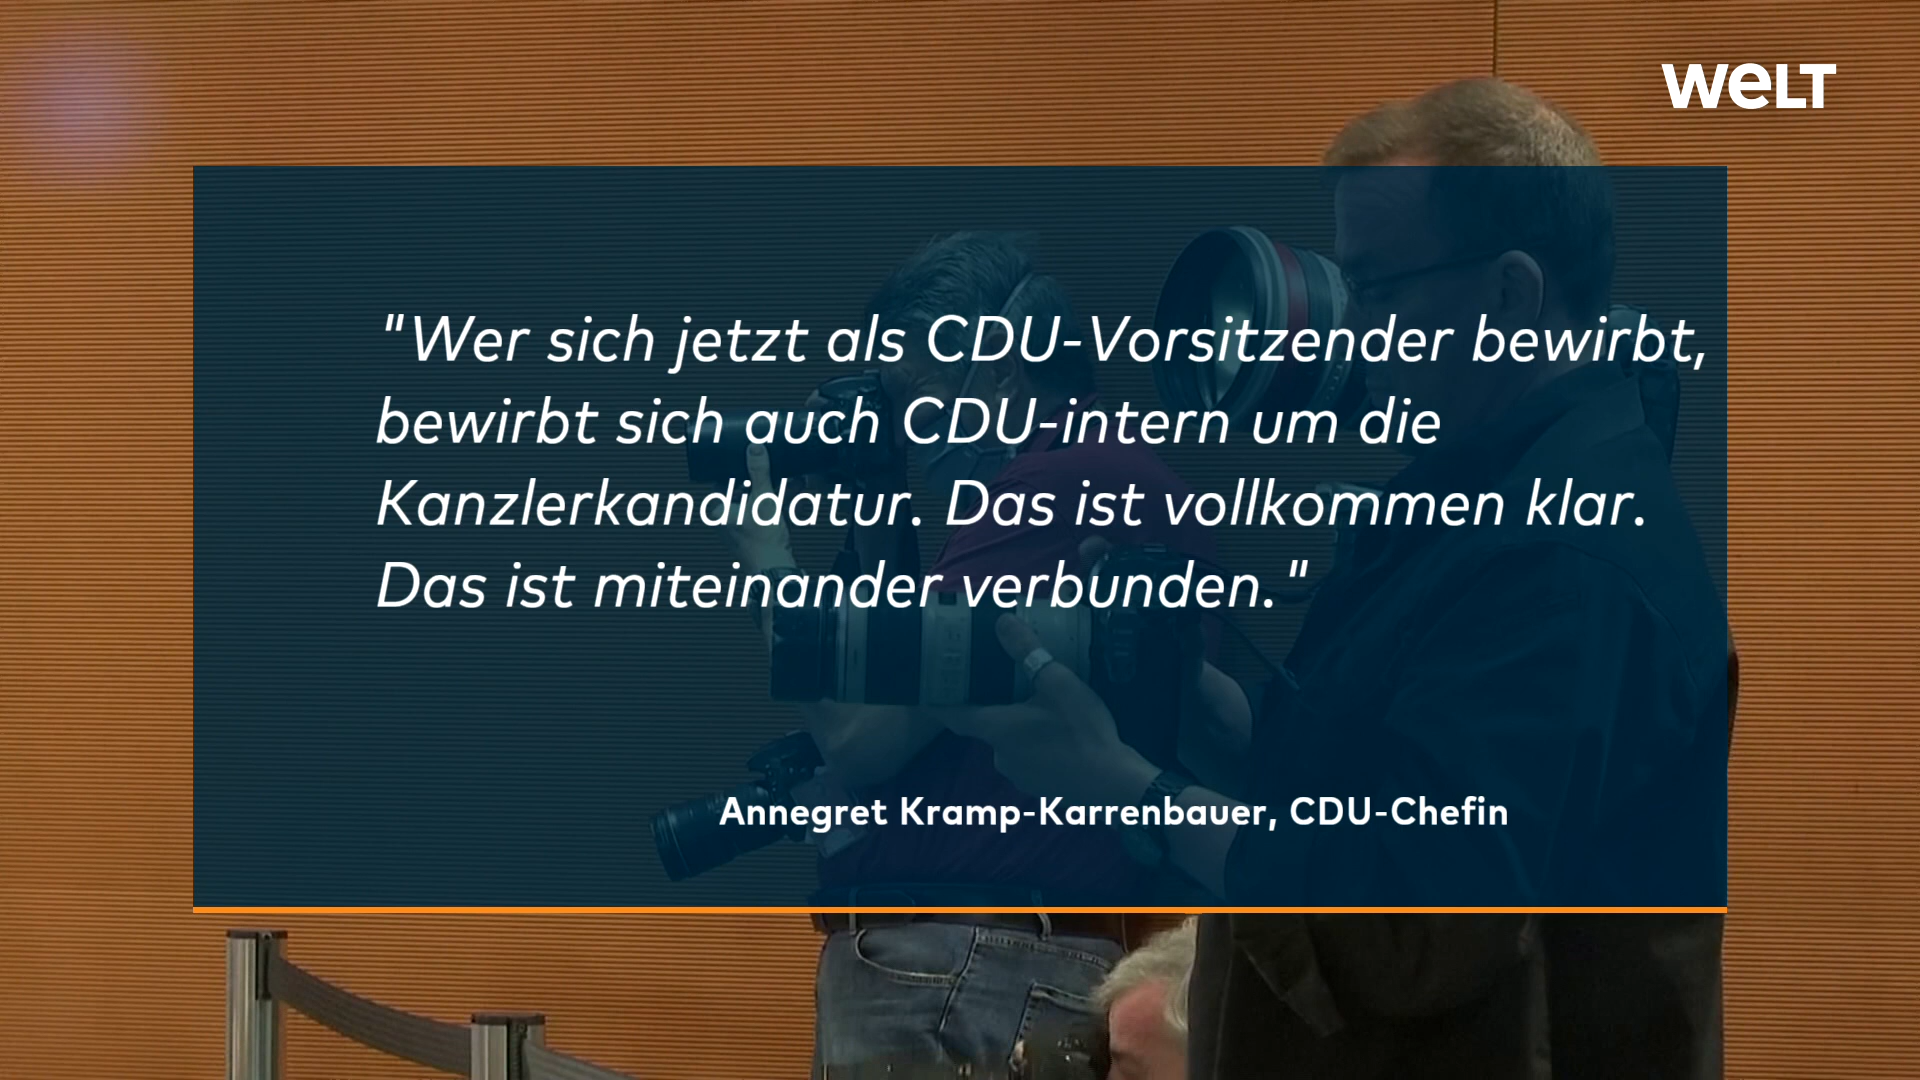 WELT
"Wer sich jetzt als CDU-Vorsitzender bewirbt,
bewirbt sich auch CDU-intern um die
Kanzlerkandidatur. Das ist vollkommen klar.
Das ist miteinander verbunden."
Annegret Kramp-Karrenbauer, CDU-Chefin